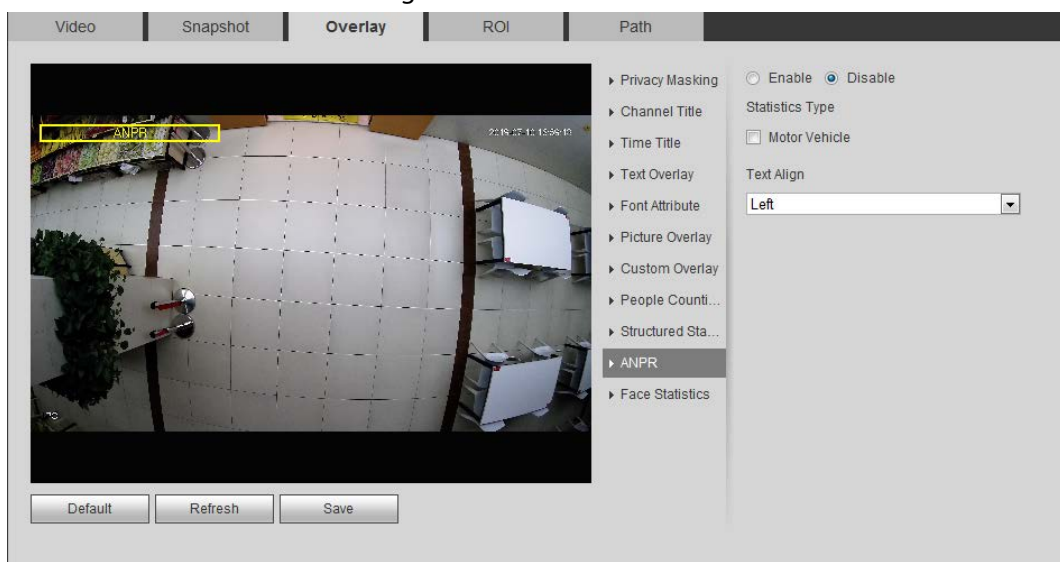 Video Snapshot Overlay ROI Path
ANPR
Privacy Masking
Channel Title
Time Title
Text Overlay
Font Attribute
Picture Overlay
Custom Overlay
People Counti...
Structured Sta...
ANPR
Face Statistics
Enable Disable
Statistics Type
Motor Vehicle
Text Align
Left
Default Refresh Save